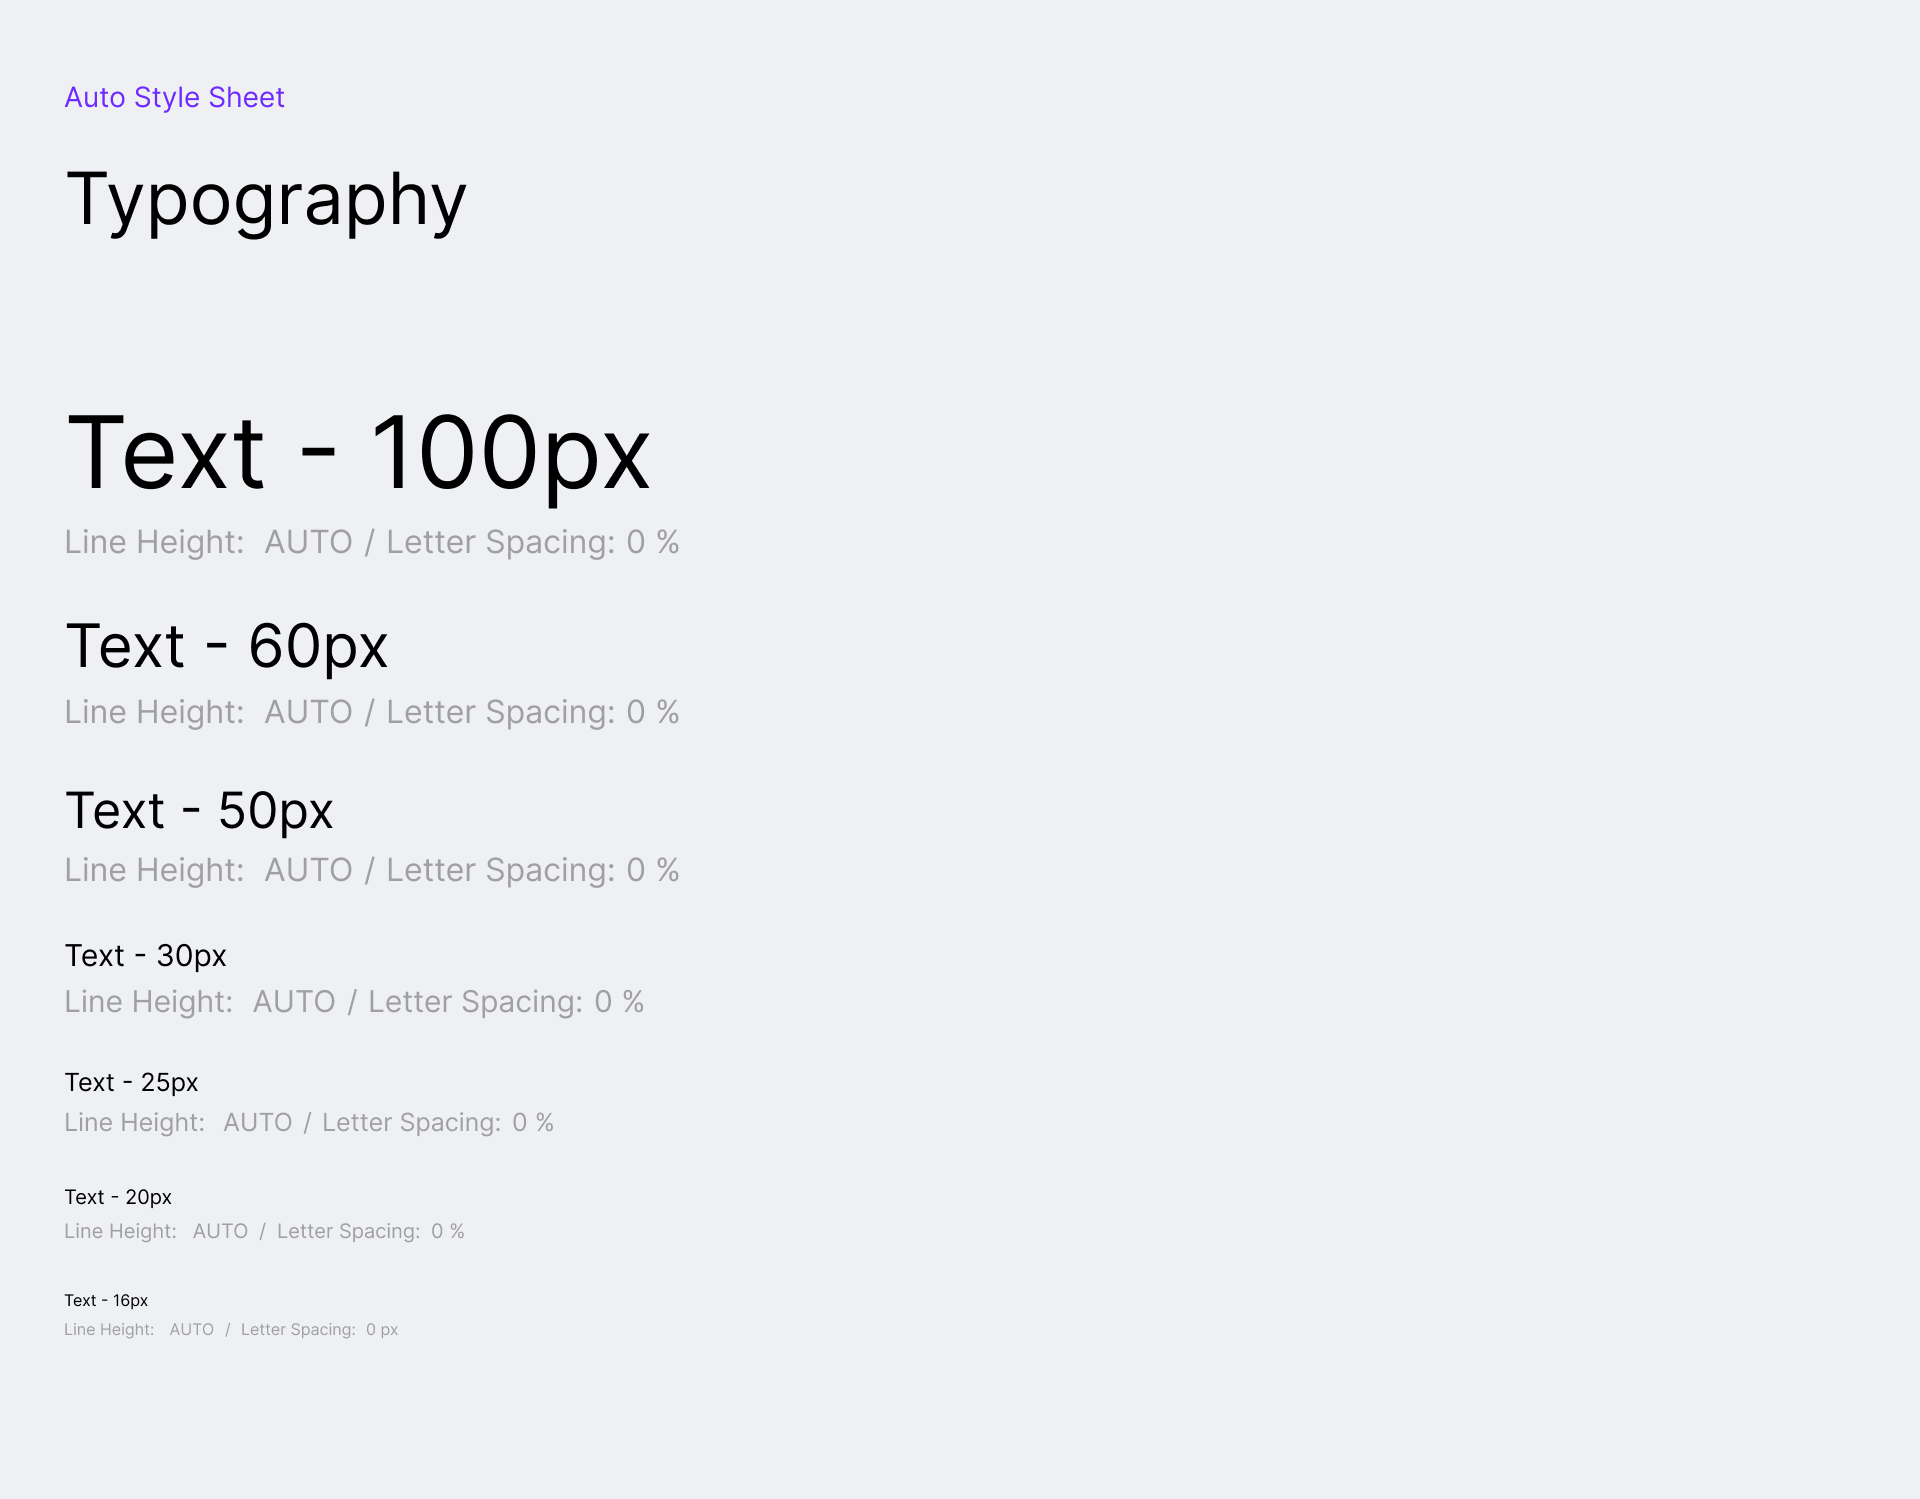 Auto Style Sheet
Typography
Text - 100px
Line Height: AUTO / Letter Spacing: 0 %
Text - 60px
Line Height: AUTO / Letter Spacing: 0 %
Text - 50px
Line Height: AUTO / Letter Spacing: 0 %
Text - 30px
Line Height: AUTO / Letter Spacing: 0 %
Text - 25px
Line Height: AUTO / Letter Spacing: 0 %
Text - 20px
Line Height: AUTO / Letter Spacing: 0 %
Text - 16px
Line Height: AUTO / Letter Spacing: 0 px